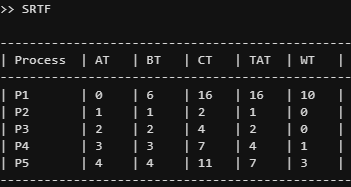 >> SRTF
---------------------------------------------------
| Process | AT | BT | CT | TAT | WT |
---------------------------------------------------
| P1 | 0 | 6 | 16 | 16 | 10 |
| P2 | 1 | 1 | 2 | 1 | 0 |
| P3 | 2 | 2 | 4 | 2 | 0 |
| P4 | 3 | 3 | 7 | 4 | 1 |
| P5 | 4 | 4 | 11 | 7 | 3 |
---------------------------------------------------